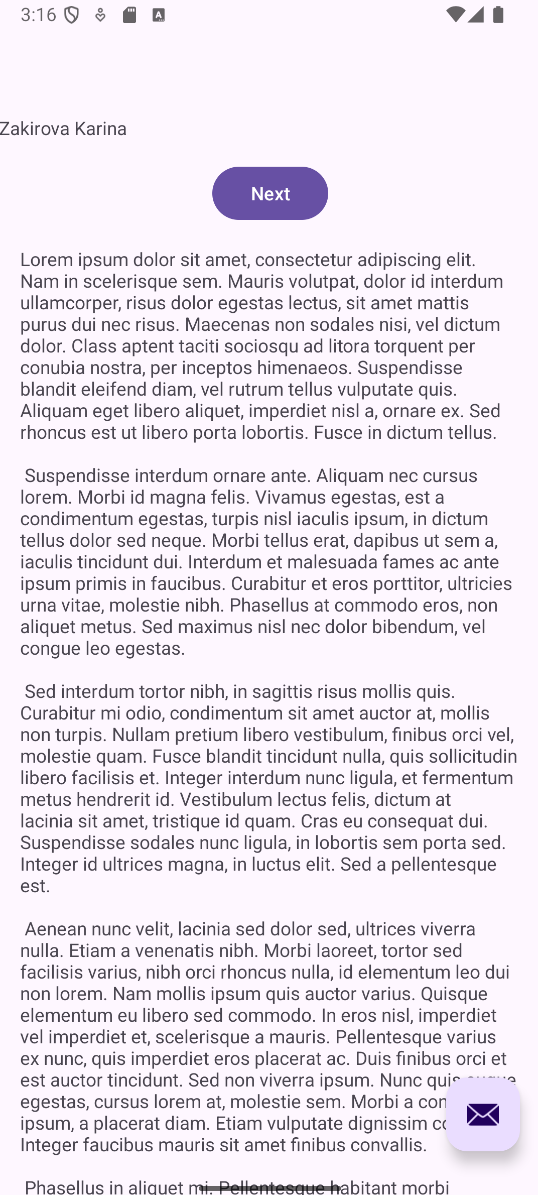 3:16
A
Zakirova Karina
Next
Lorem ipsum dolor sit amet, consectetur adipiscing elit.
Nam in scelerisque sem. Mauris volutpat, dolor id interdum
ullamcorper, risus dolor egestas lectus, sit amet mattis
purus dui nec risus. Maecenas non sodales nisi, vel dictum
dolor. Class aptent taciti sociosqu ad litora torquent per
conubia nostra, per inceptos himenaeos. Suspendisse
blandit eleifend diam, vel rutrum tellus vulputate quis.
Aliquam eget libero aliquet, imperdiet nisl a, ornare ex. Sed
rhoncus est ut libero porta lobortis. Fusce in dictum tellus.
Suspendisse interdum ornare ante. Aliquam nec cursus
lorem. Morbi id magna felis. Vivamus egestas, est a
condimentum egestas, turpis nisl iaculis ipsum, in dictum
tellus dolor sed neque. Morbi tellus erat, dapibus ut sem a,
iaculis tincidunt dui. Interdum et malesuada fames ac ante
ipsum primis in faucibus. Curabitur et eros porttitor, ultricies
urna vitae, molestie nibh. Phasellus at commodo eros, non
aliquet metus. Sed maximus nisl nec dolor bibendum, vel
congue leo egestas.
Sed interdum tortor nibh, in sagittis risus mollis quis.
Curabitur mi odio, condimentum sit amet auctor at, mollis
non turpis. Nullam pretium libero vestibulum, finibus orci vel,
molestie quam. Fusce blandit tincidunt nulla, quis sollicitudin
libero facilisis et. Integer interdum nunc ligula, et fermentum
metus hendrerit id. Vestibulum lectus felis, dictum at
lacinia sit amet, tristique id quam. Cras eu consequat dui.
Suspendisse sodales nunc ligula, in lobortis sem porta sed.
Integer id ultrices magna, in luctus elit. Sed a pellentesque
est.
Aenean nunc velit, lacinia sed dolor sed, ultrices viverra
nulla. Etiam a venenatis nibh. Morbi laoreet, tortor sed
facilisis varius, nibh orci rhoncus nulla, id elementum leo dui
non lorem. Nam mollis ipsum quis auctor varius. Quisque
elementum eu libero sed commodo. In eros nisl, imperdiet
vel imperdiet et, scelerisque a mauris. Pellentesque varius
ex nunc, quis imperdiet eros placerat ac. Duis finibus orci et
est auctor tincidunt. Sed non viverra ipsum. Nunc quis augue
egestas, cursus lorem at, molestie sem. Morbi a
ipsum, a placerat diam. Etiam vulputate dignissim
Integer faucibus mauris sit amet finibus convallis.
Phasellus in aliquet mi. Pellentesque habitant morbi